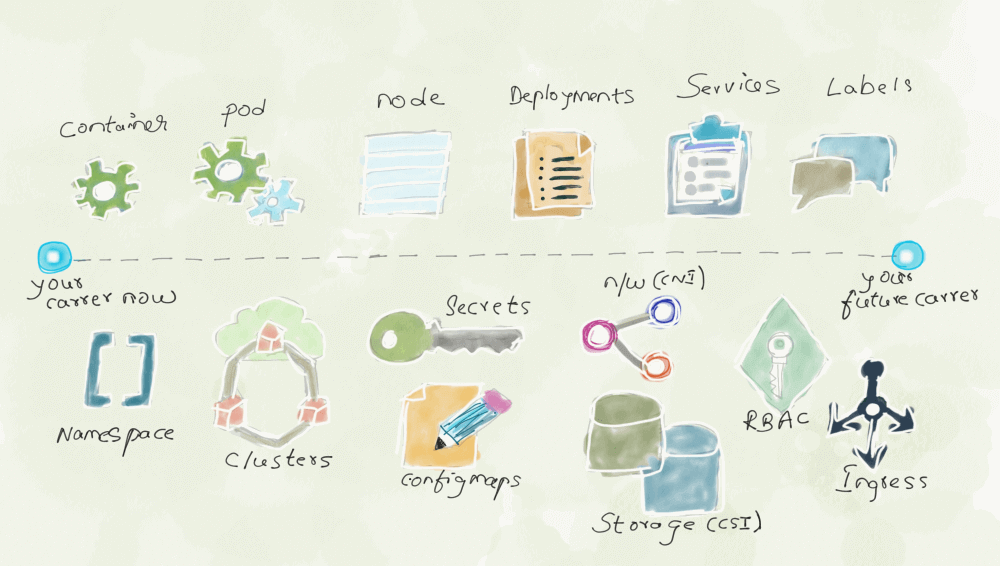 Container
pod
node
Deployments
Services
Labels
your
carrer now
your
future carrer
Namespace
Clusters
Secrets
configmaps
n/w (CNI)
Storage (CSI)
RBAC
Ingress